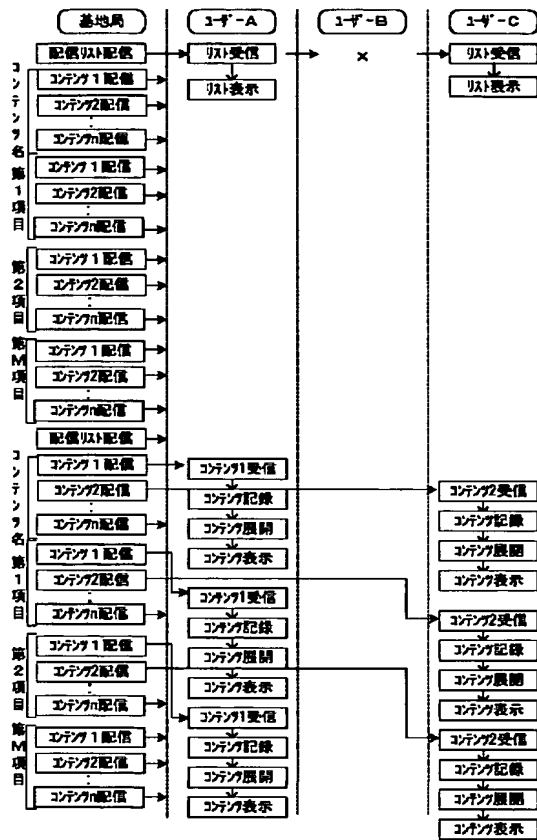 基地局
ﾕｰｻﾞｰA
ﾕｰｻﾞｰB
ﾕｰｻﾞｰC
配信ﾘｽﾄ配信
ﾘｽﾄ受信
×
ﾘｽﾄ受信
ﾘｽﾄ表示
ﾘｽﾄ表示
コンテンツ名
ｺﾝﾃﾝﾂ1配信
ｺﾝﾃﾝﾂ2配信
ｺﾝﾃﾝﾂn配信
第1項目
ｺﾝﾃﾝﾂ1配信
ｺﾝﾃﾝﾂ2配信
ｺﾝﾃﾝﾂn配信
第2項目
ｺﾝﾃﾝﾂ1配信
ｺﾝﾃﾝﾂ2配信
ｺﾝﾃﾝﾂn配信
第M項目
ｺﾝﾃﾝﾂ1配信
ｺﾝﾃﾝﾂ2配信
ｺﾝﾃﾝﾂn配信
配信ﾘｽﾄ配信
コンテンツ名
ｺﾝﾃﾝﾂ1配信
ｺﾝﾃﾝﾂ2配信
ｺﾝﾃﾝﾂn配信
第1項目
ｺﾝﾃﾝﾂ1配信
ｺﾝﾃﾝﾂ2配信
ｺﾝﾃﾝﾂn配信
第2項目
ｺﾝﾃﾝﾂ1配信
ｺﾝﾃﾝﾂ2配信
ｺﾝﾃﾝﾂn配信
第M項目
ｺﾝﾃﾝﾂ1配信
ｺﾝﾃﾝﾂ2配信
ｺﾝﾃﾝﾂn配信
ｺﾝﾃﾝﾂ1受信
ｺﾝﾃﾝﾂ記録
ｺﾝﾃﾝﾂ展開
ｺﾝﾃﾝﾂ表示
ｺﾝﾃﾝﾂ1受信
ｺﾝﾃﾝﾂ記録
ｺﾝﾃﾝﾂ展開
ｺﾝﾃﾝﾂ表示
ｺﾝﾃﾝﾂ1受信
ｺﾝﾃﾝﾂ記録
ｺﾝﾃﾝﾂ展開
ｺﾝﾃﾝﾂ表示
ｺﾝﾃﾝﾂ2受信
ｺﾝﾃﾝﾂ記録
ｺﾝﾃﾝﾂ展開
ｺﾝﾃﾝﾂ表示
ｺﾝﾃﾝﾂ2受信
ｺﾝﾃﾝﾂ記録
ｺﾝﾃﾝﾂ展開
ｺﾝﾃﾝﾂ表示
ｺﾝﾃﾝﾂ2受信
ｺﾝﾃﾝﾂ記録
ｺﾝﾃﾝﾂ展開
ｺﾝﾃﾝﾂ表示